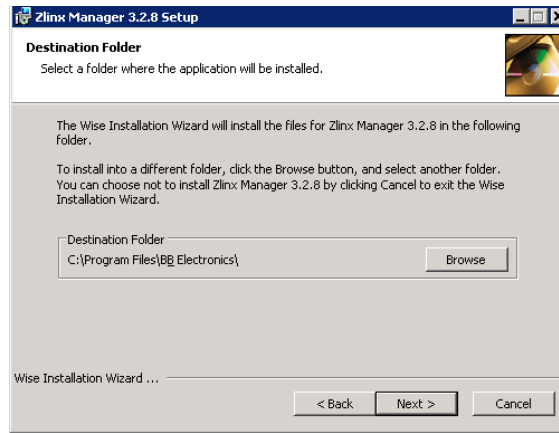 Zlinx Manager 3.2.8 Setup
Destination Folder
Select a folder where the application will be installed.
The Wise Installation Wizard will install the files for Zlinx Manager 3.2.8 in the following
folder.
To install into a different folder, click the Browse button, and select another folder.
You can choose not to install Zlinx Manager 3.2.8 by clicking Cancel to exit the Wise
Installation Wizard.
Destination Folder
C:\Program Files\BB Electronics\
Browse
Wise Installation Wizard ...
< Back
Next >
Cancel